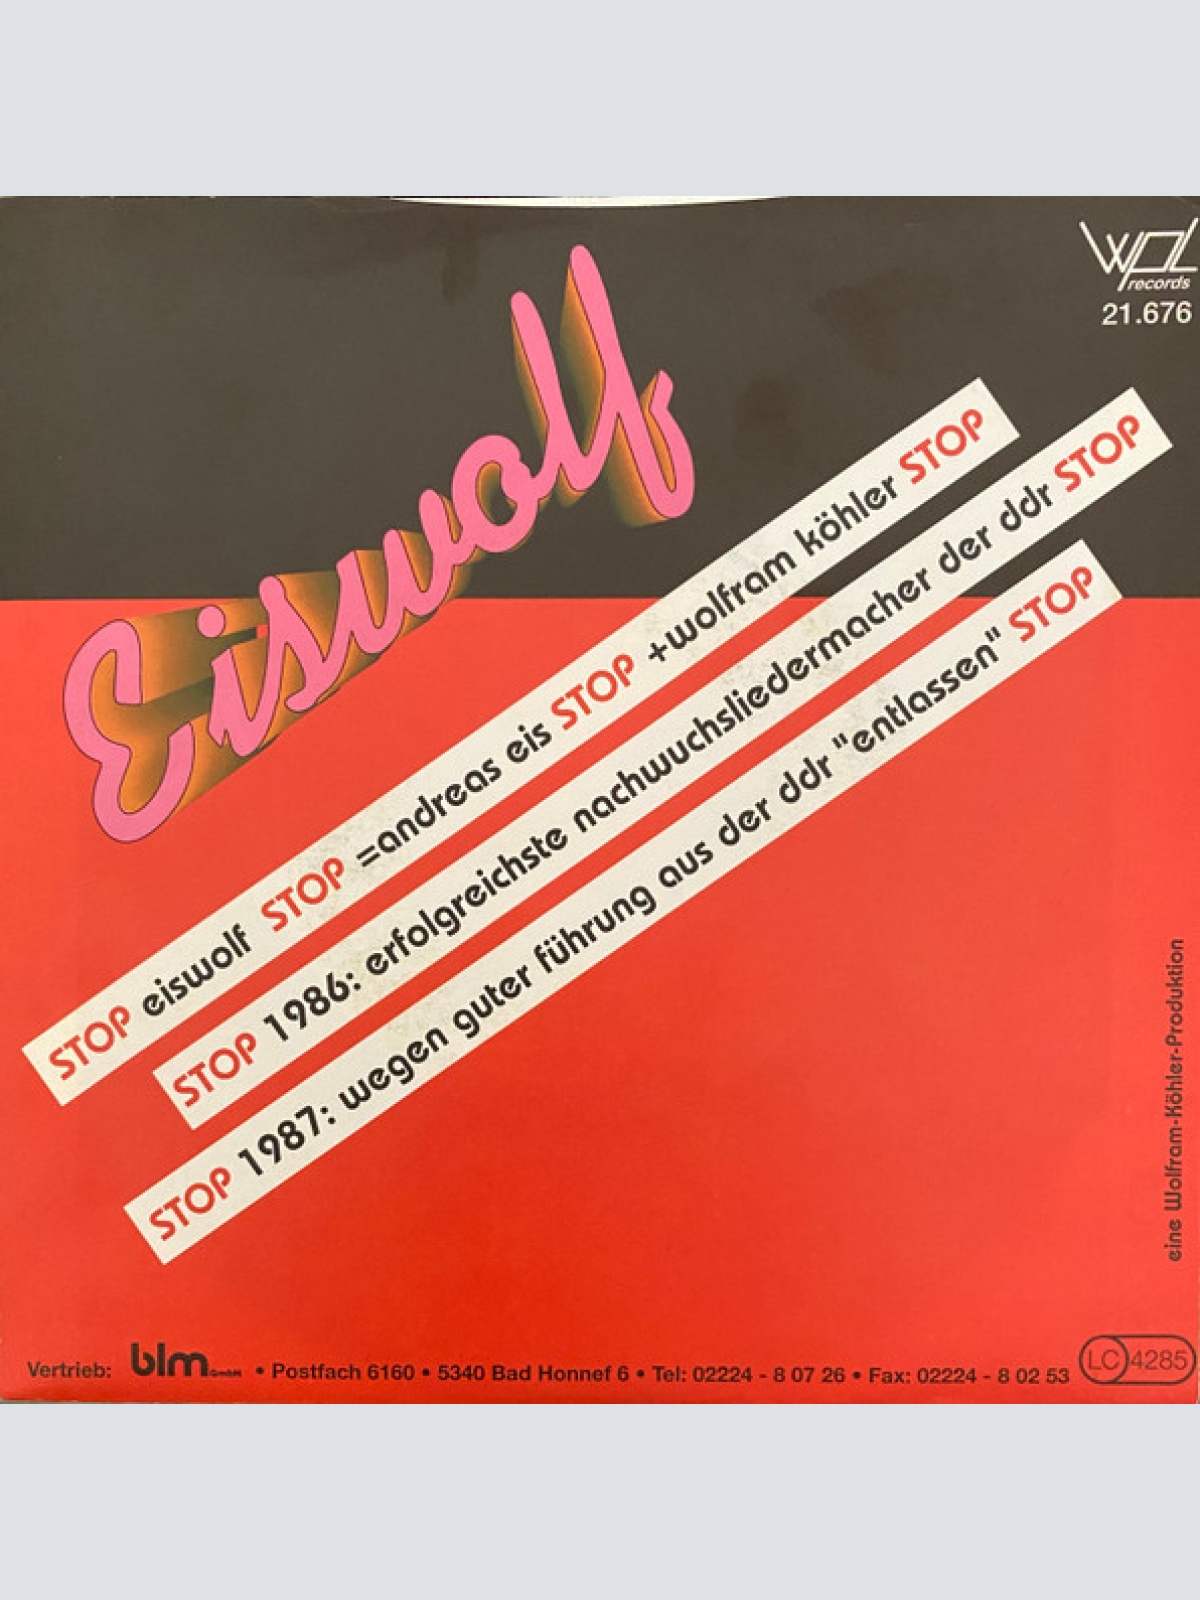 Eiswolf
WPL
records
21.676
STOP eiswolf STOP =andreas eis STOP +wolfram köhler STOP
STOP 1986: erfolgreichste nachwuchsliedermacher der ddr STOP
STOP 1987: wegen guter führung aus der ddr "entlassen" STOP
eine Wolfram-Köhler-Produktion
Vertrieb: blm GmbH • Postfach 6160 • 5340 Bad Honnef 6 • Tel: 02224 - 8 07 26 • Fax: 02224 - 8 02 53
LC 4285